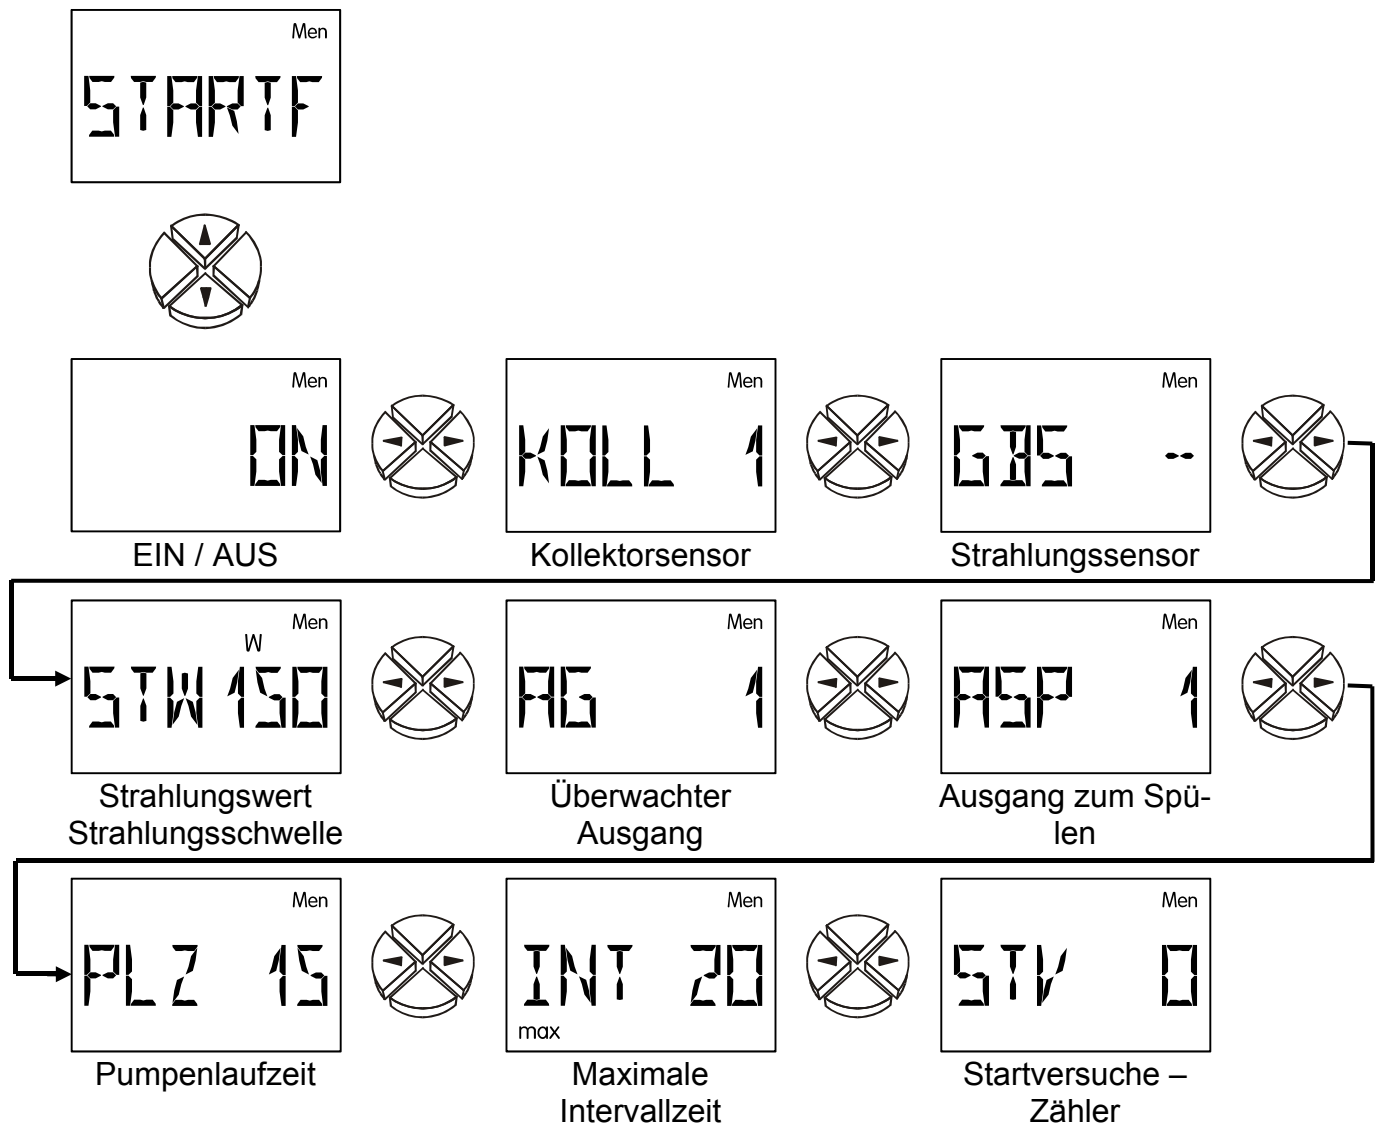 Men
STARTF
Men
ON
EIN / AUS
Men
KOLL 1
Kollektorsensor
Men
GBS --
Strahlungssensor
Men
W
STW 150
Strahlungswert
Strahlungsschwelle
Men
AG 1
Überwachter
Ausgang
Men
ASP 1
Ausgang zum Spü-
len
Men
PLZ 15
Pumpenlaufzeit
Men
INT 20
max
Maximale
Intervallzeit
Men
STV 0
Startversuche –
Zähler